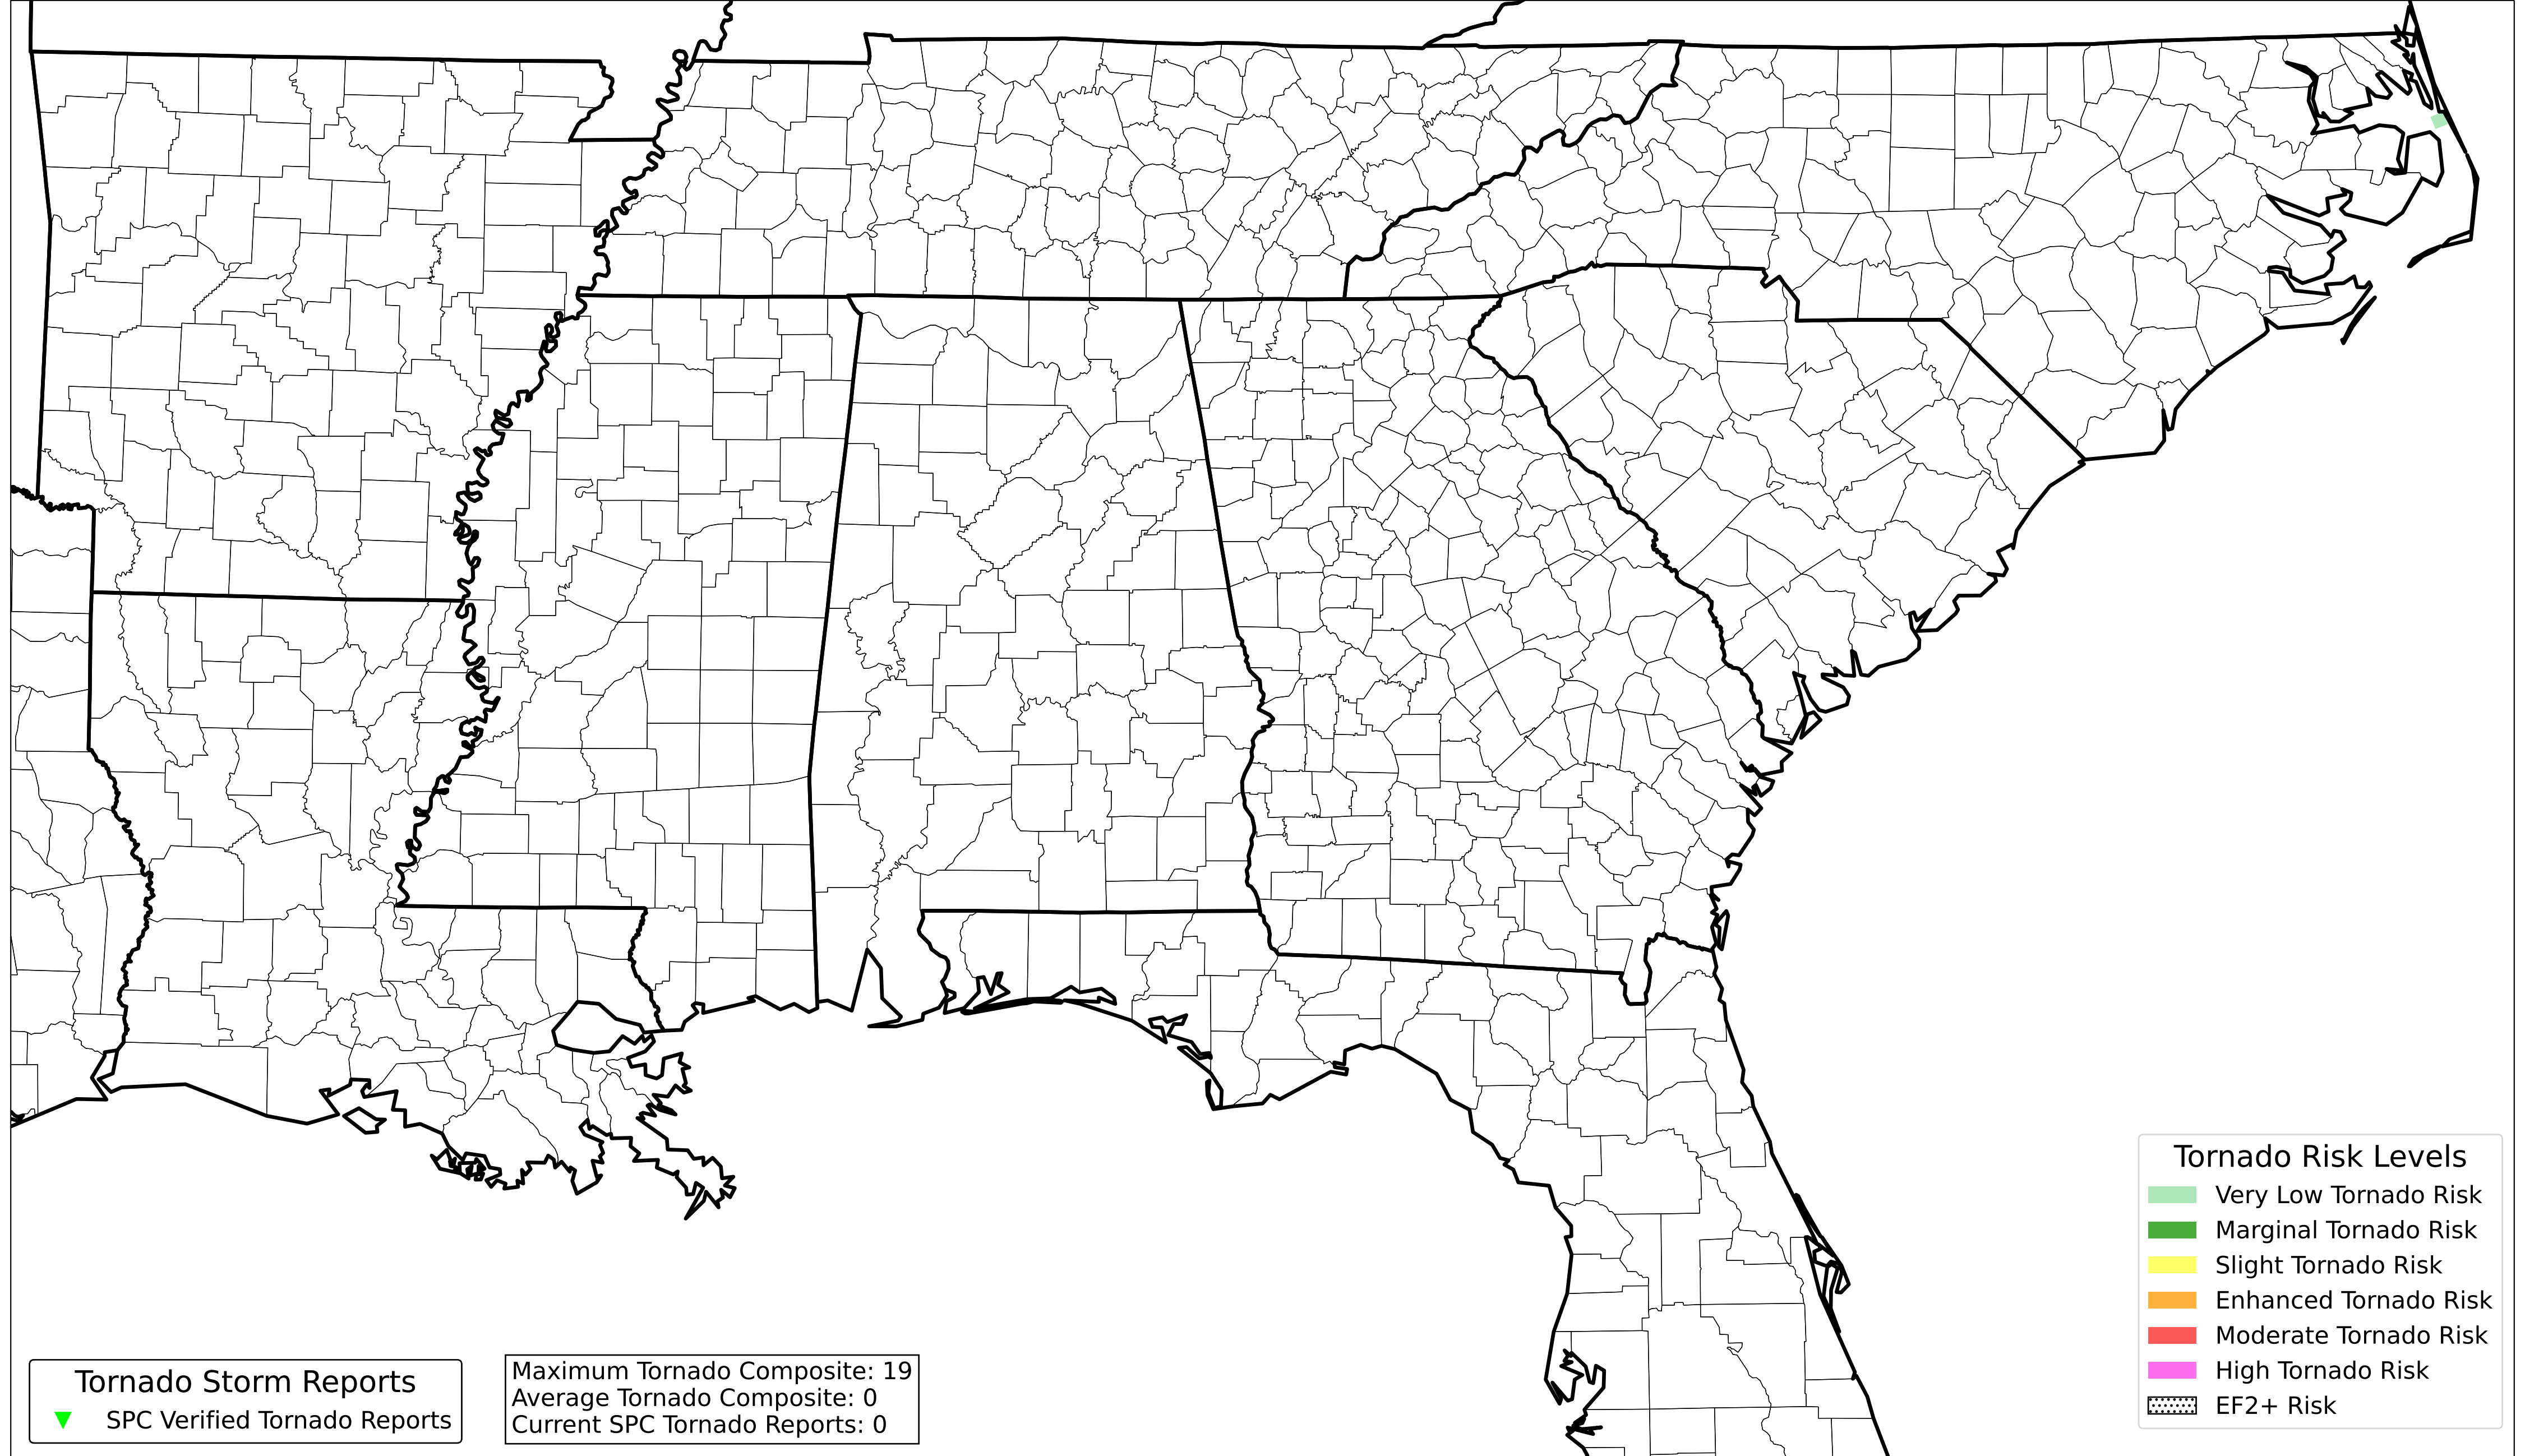 Tornado Risk Levels
Very Low Tornado Risk
Marginal Tornado Risk
Slight Tornado Risk
Enhanced Tornado Risk
Moderate Tornado Risk
High Tornado Risk
EF2+ Risk
Tornado Storm Reports
SPC Verified Tornado Reports
Maximum Tornado Composite: 19
Average Tornado Composite: 0
Current SPC Tornado Reports: 0